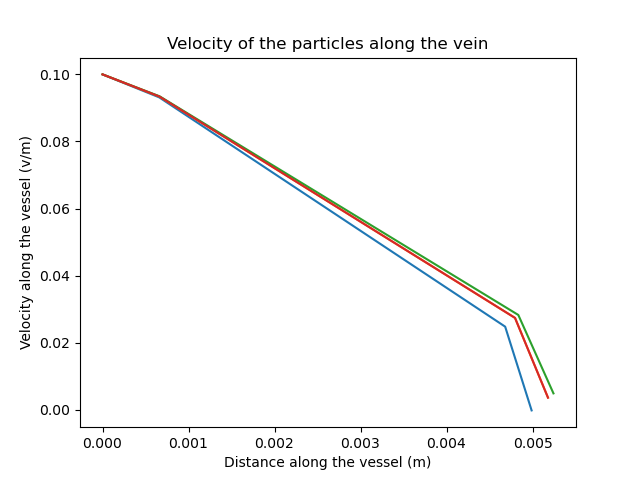 Velocity of the particles along the vein
Velocity along the vessel (v/m)
0.10
0.08
0.06
0.04
0.02
0.00
0.000 0.001 0.002 0.003 0.004 0.005
Distance along the vessel (m)